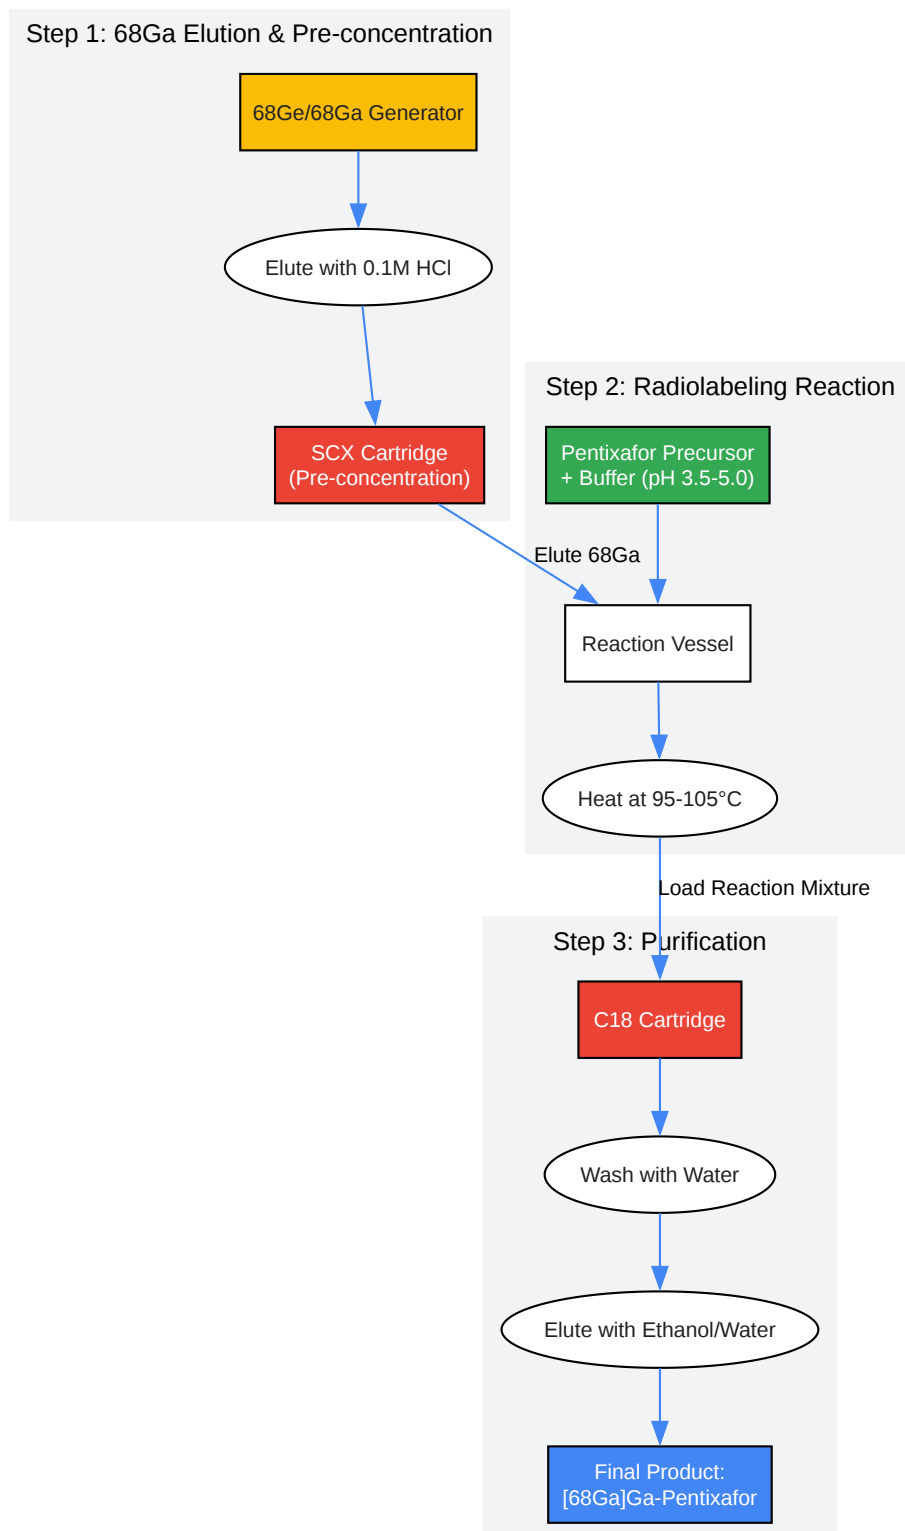 Step 1: 68Ga Elution & Pre-concentration
68Ge/68Ga Generator
Elute with 0.1M HCl
SCX Cartridge
(Pre-concentration)
Step 2: Radiolabeling Reaction
Pentixafor Precursor
+ Buffer (pH 3.5-5.0)
Elute 68Ga
Reaction Vessel
Heat at 95-105°C
Load Reaction Mixture
Step 3: Purification
C18 Cartridge
Wash with Water
Elute with Ethanol/Water
Final Product:
[68Ga]Ga-Pentixafor